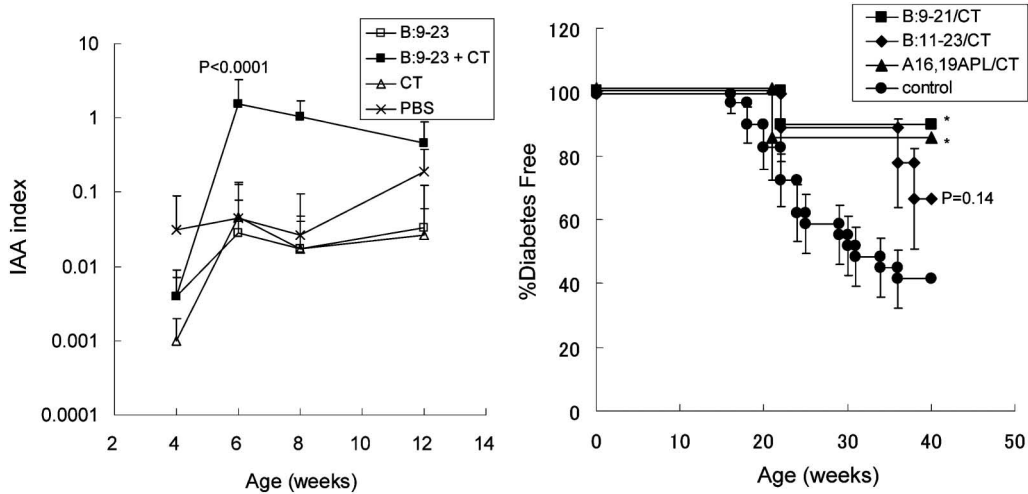 IAA index
10
1
0.1
0.01
0.001
0.0001
P<0.0001
B:9-23
B:9-23 + CT
CT
PBS
2 4 6 8 10 12 14
Age (weeks)
%Diabetes Free
120
100
80
60
40
20
0
B:9-21/CT
B:11-23/CT
A16,19APL/CT
control
*
*
P=0.14
0 10 20 30 40 50
Age (weeks)